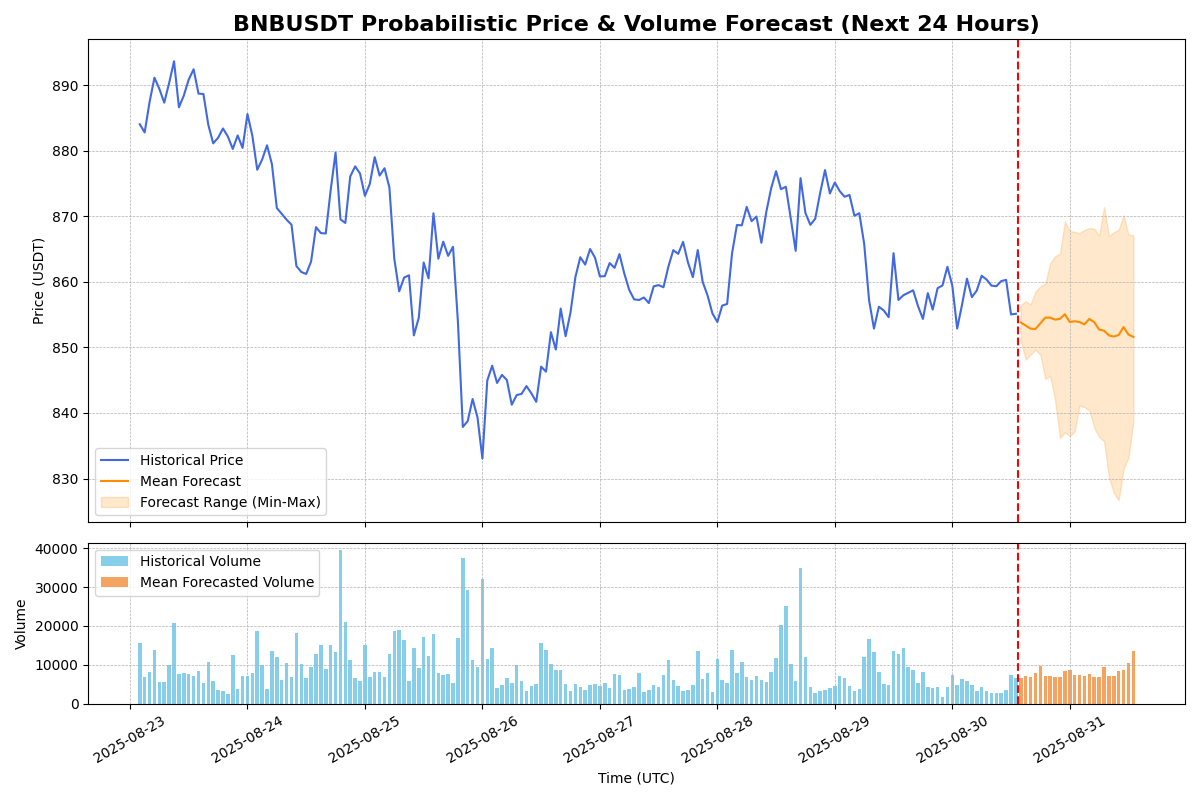 BNBUSDT Probabilistic Price & Volume Forecast (Next 24 Hours)
890
880
870
860
850
840
830
Price (USDT)
Historical Price
Mean Forecast
Forecast Range (Min-Max)
40000
30000
20000
10000
0
Volume
Historical Volume
Mean Forecasted Volume
2025-08-23
2025-08-24
2025-08-25
2025-08-26
2025-08-27
2025-08-28
2025-08-29
2025-08-30
2025-08-31
Time (UTC)